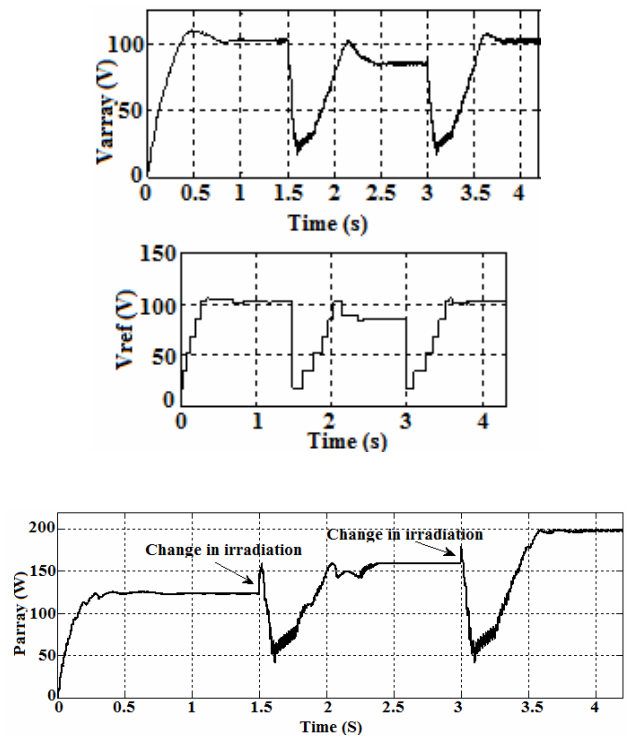 Varray (V)
100
50
0
0 0.5 1 1.5 2 2.5 3 3.5 4
Time (s)
Vref (V)
150
100
50
0
0 1 2 3 4
Time (s)
Parray (W)
200
150
100
50
0
Change in irradiation
Change in irradiation
0 0.5 1 1.5 2 2.5 3 3.5 4
Time (S)